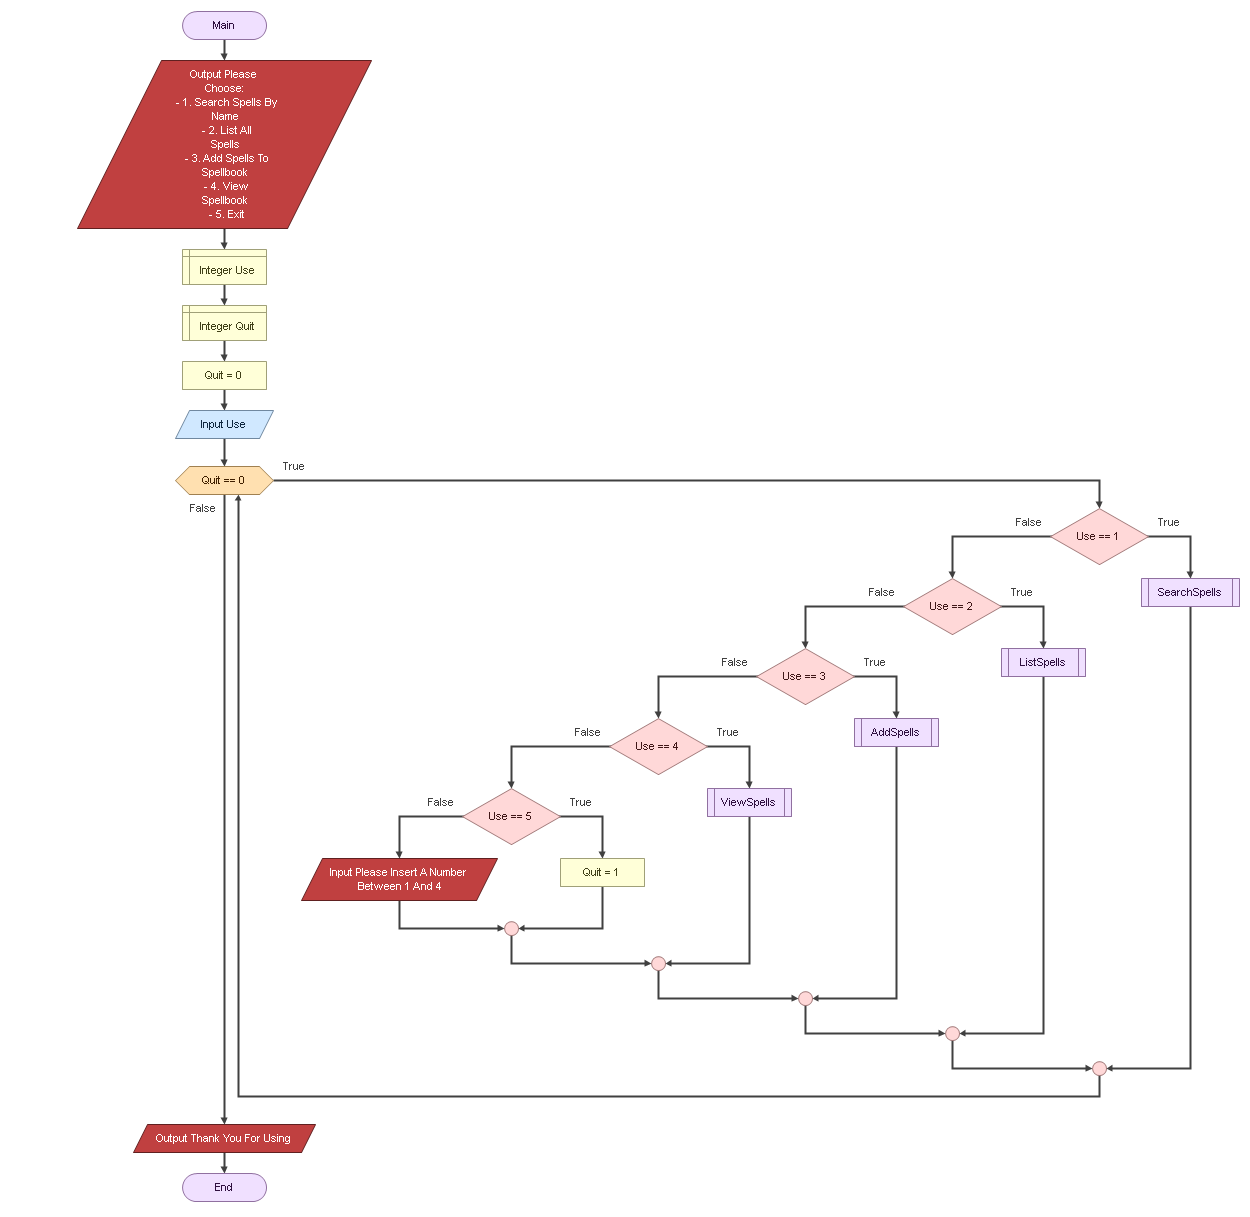 Main
Output Please
Choose:
- 1. Search Spells By
Name
- 2. List All
Spells
- 3. Add Spells To
Spellbook
- 4. View
Spellbook
- 5. Exit
Integer Use
Integer Quit
Quit = 0
Input Use
Quit == 0
True
False
Use == 1
False
True
SearchSpells
Use == 2
False
True
ListSpells
Use == 3
False
True
AddSpells
Use == 4
False
True
ViewSpells
Use == 5
False
True
Input Please Insert A Number
Between 1 And 4
Quit = 1
Output Thank You For Using
End